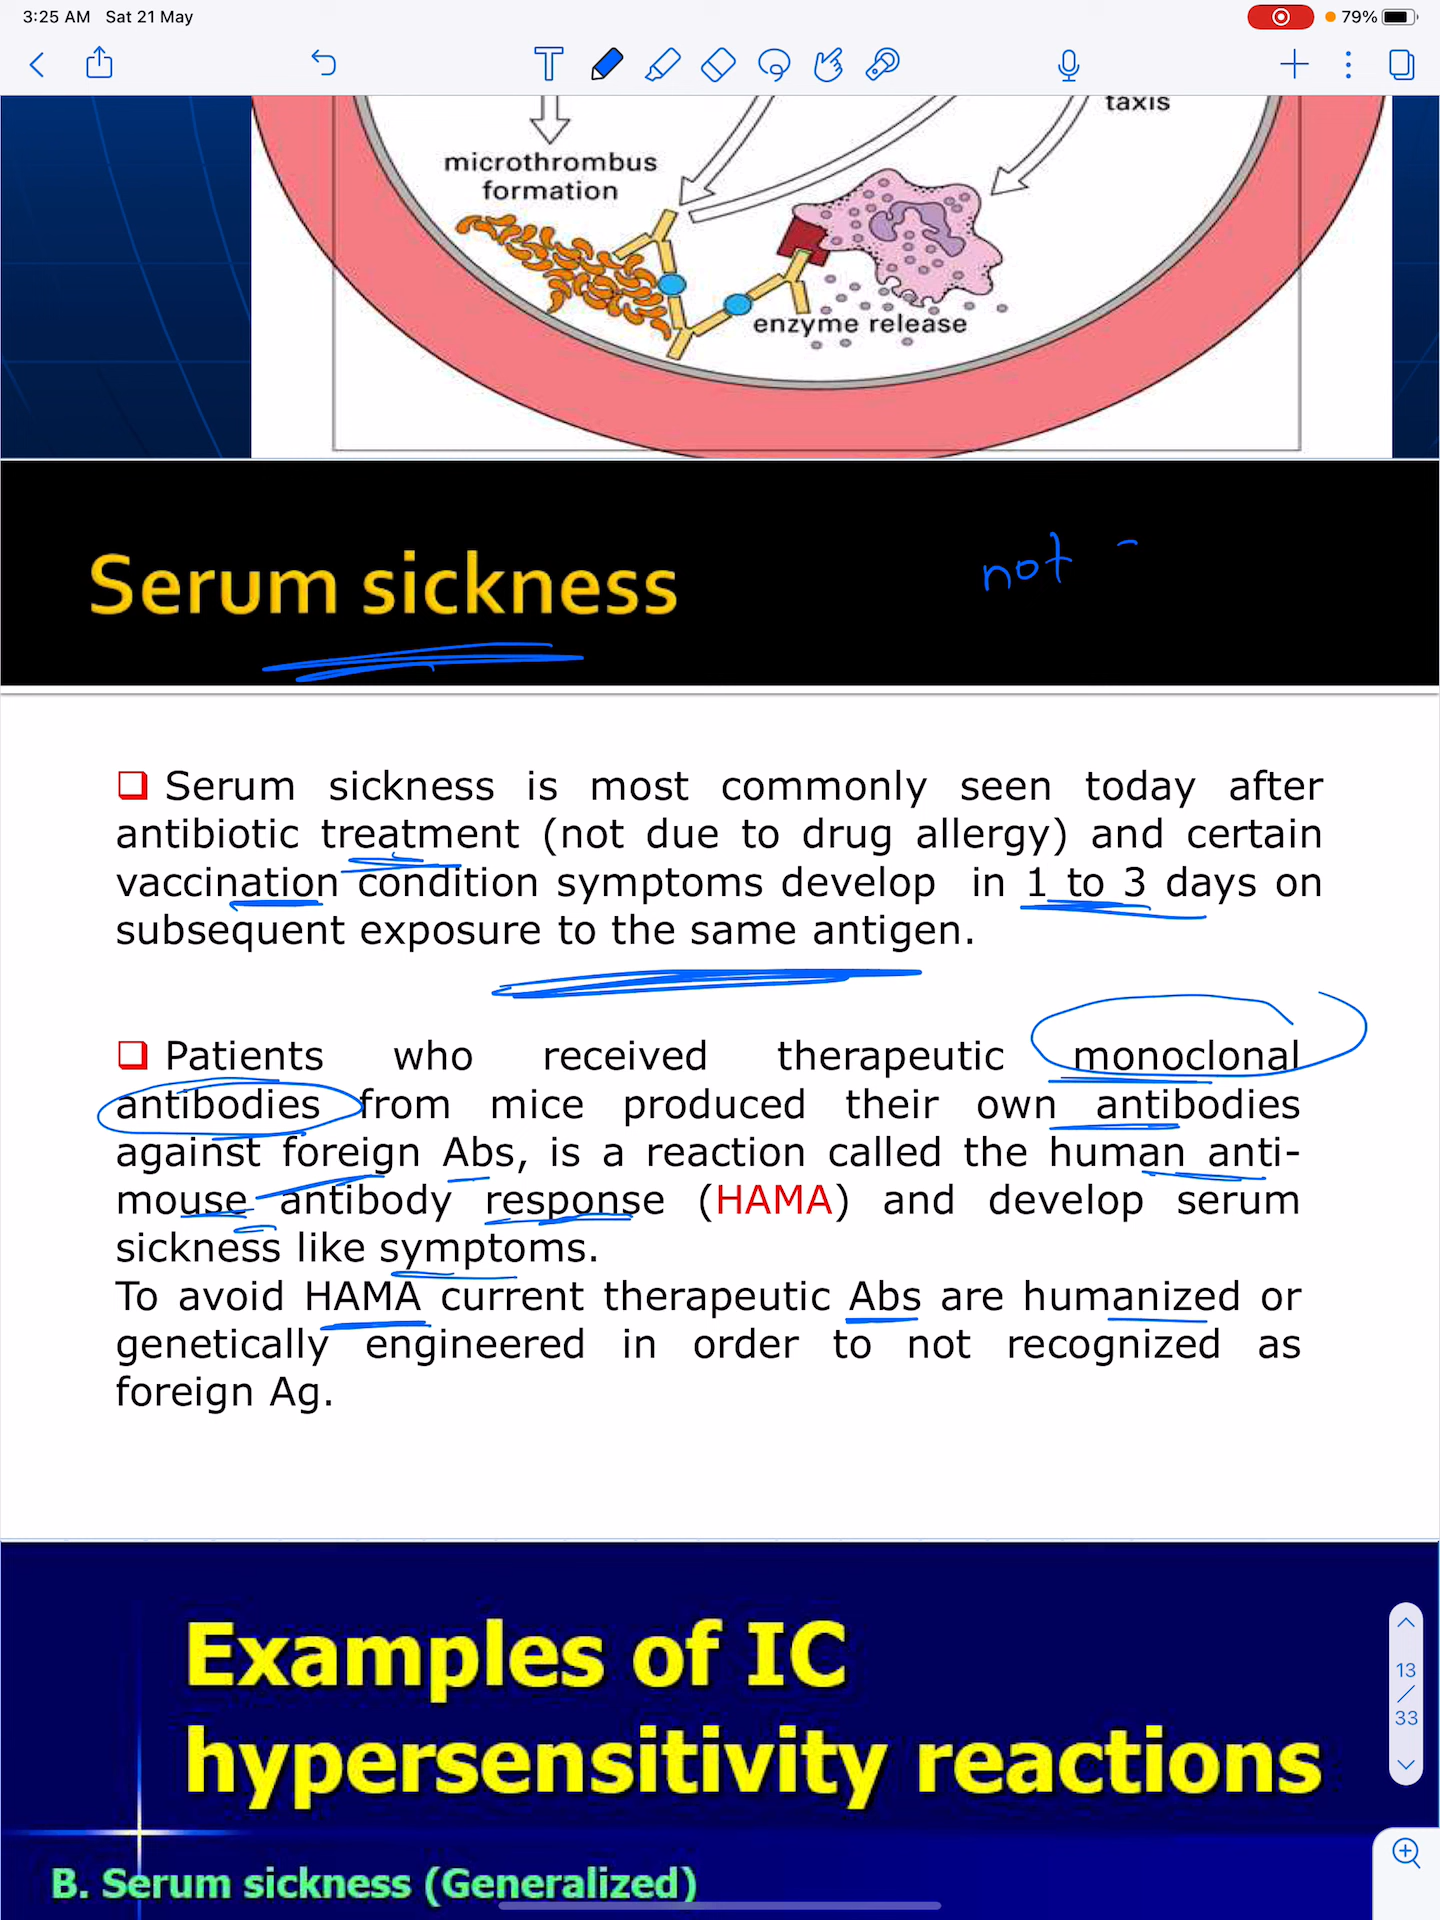 3:25 AM Sat 21 May
79%
taxis
microthrombus
formation
enzyme release
Serum sickness
not
❑ Serum sickness is most commonly seen today after
antibiotic treatment (not due to drug allergy) and certain
vaccination condition symptoms develop in 1 to 3 days on
subsequent exposure to the same antigen.
❑ Patients who received therapeutic monoclonal
antibodies from mice produced their own antibodies
against foreign Abs, is a reaction called the human anti-
mouse antibody response (HAMA) and develop serum
sickness like symptoms.
To avoid HAMA current therapeutic Abs are humanized or
genetically engineered in order to not recognized as
foreign Ag.
Examples of IC
hypersensitivity reactions
13
/
33
B. Serum sickness (Generalized)